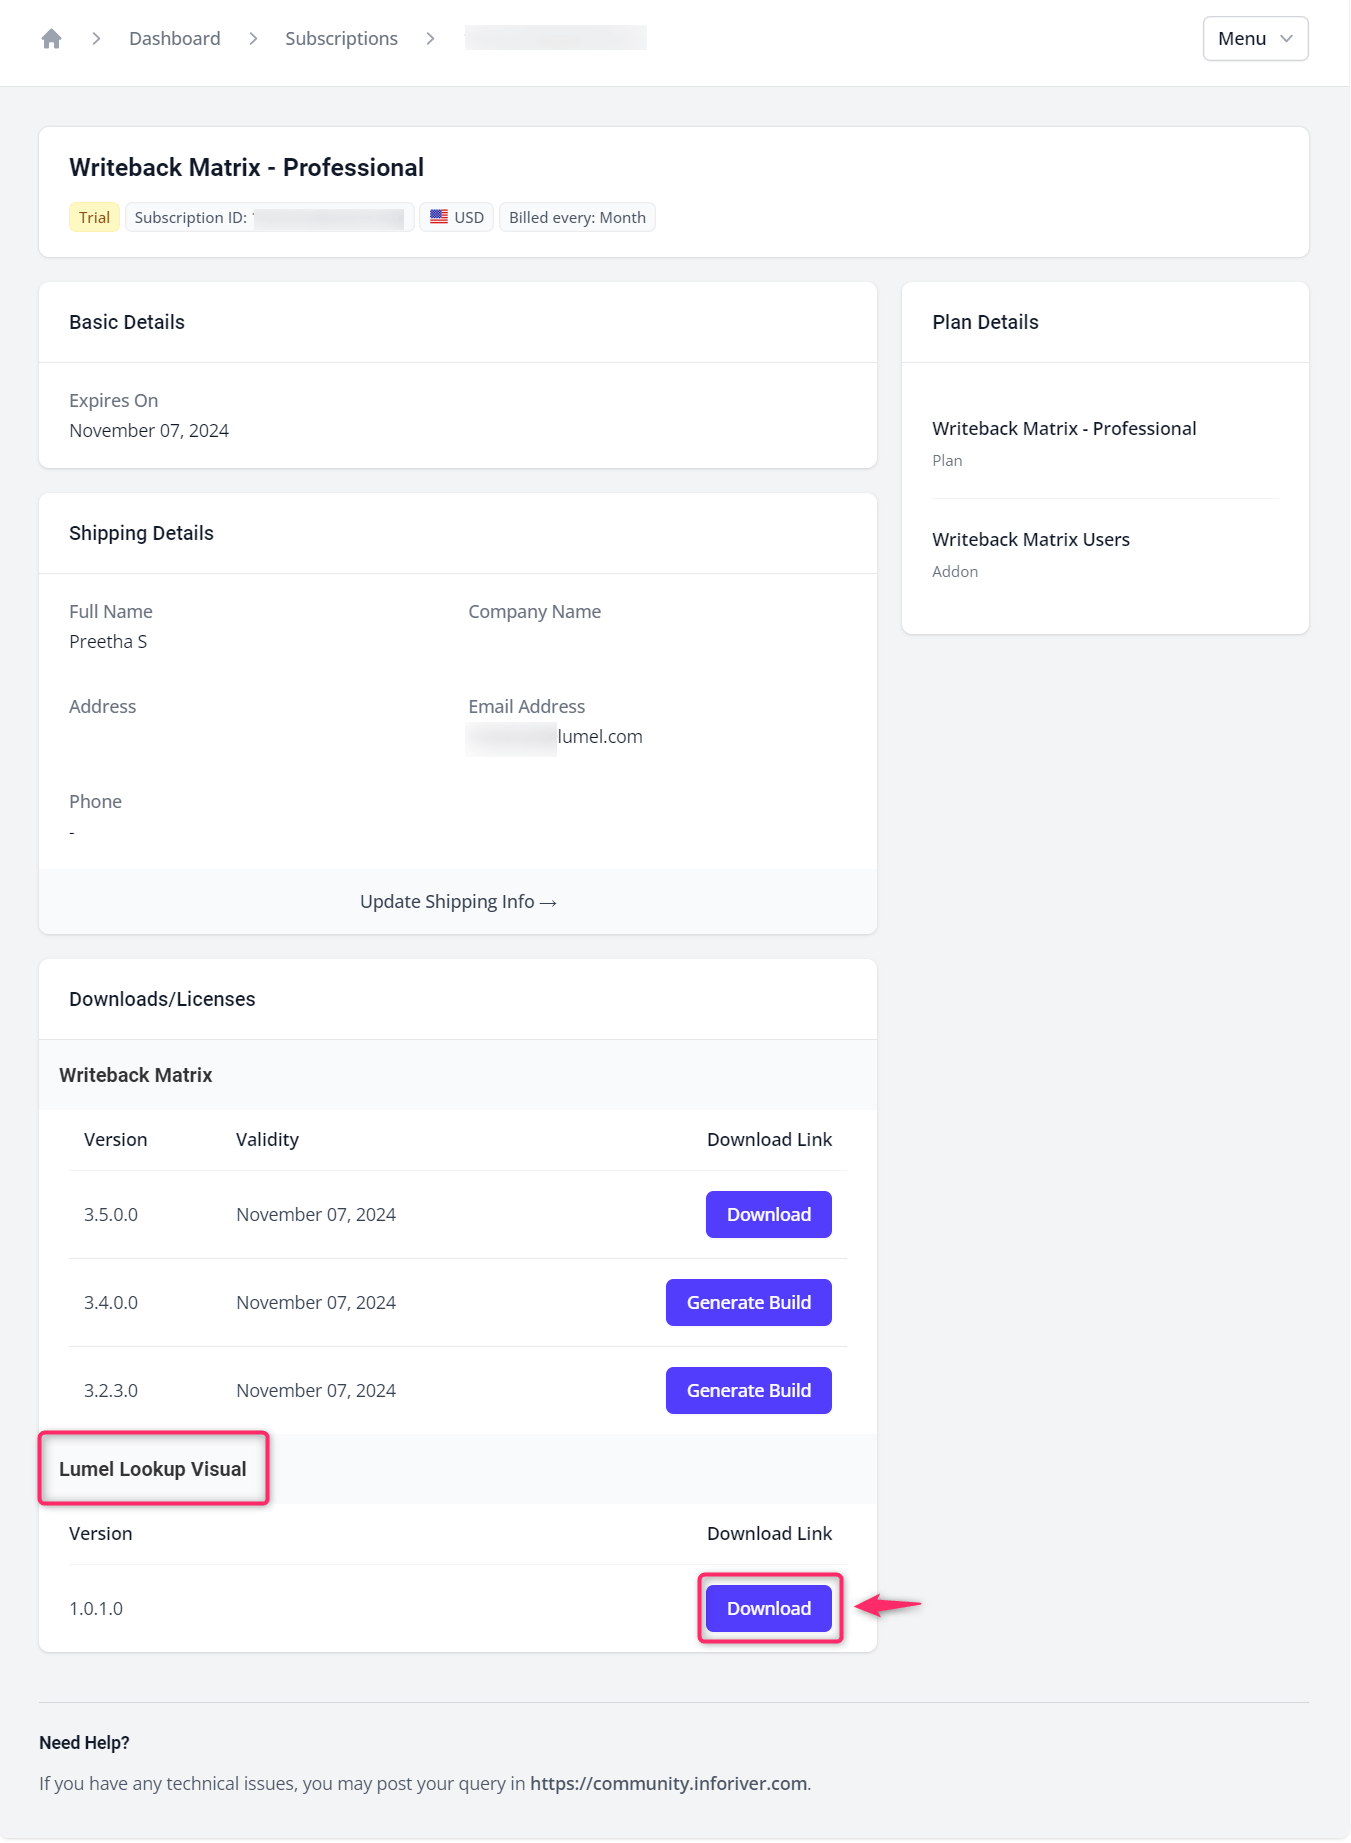 Dashboard
Subscriptions
Menu
Writeback Matrix - Professional
Trial
Subscription ID:
USD
Billed every: Month
Basic Details
Expires On
November 07, 2024
Plan Details
Writeback Matrix - Professional
Plan
Writeback Matrix Users
Addon
Shipping Details
Full Name
Preetha S
Company Name
Address
Email Address
lumel.com
Phone
-
Update Shipping Info →
Downloads/Licenses
Writeback Matrix
Version Validity Download Link
3.5.0.0 November 07, 2024 Download
3.4.0.0 November 07, 2024 Generate Build
3.2.3.0 November 07, 2024 Generate Build
Lumel Lookup Visual
Version Download Link
1.0.1.0 Download
Need Help?
If you have any technical issues, you may post your query in https://community.inforiver.com.